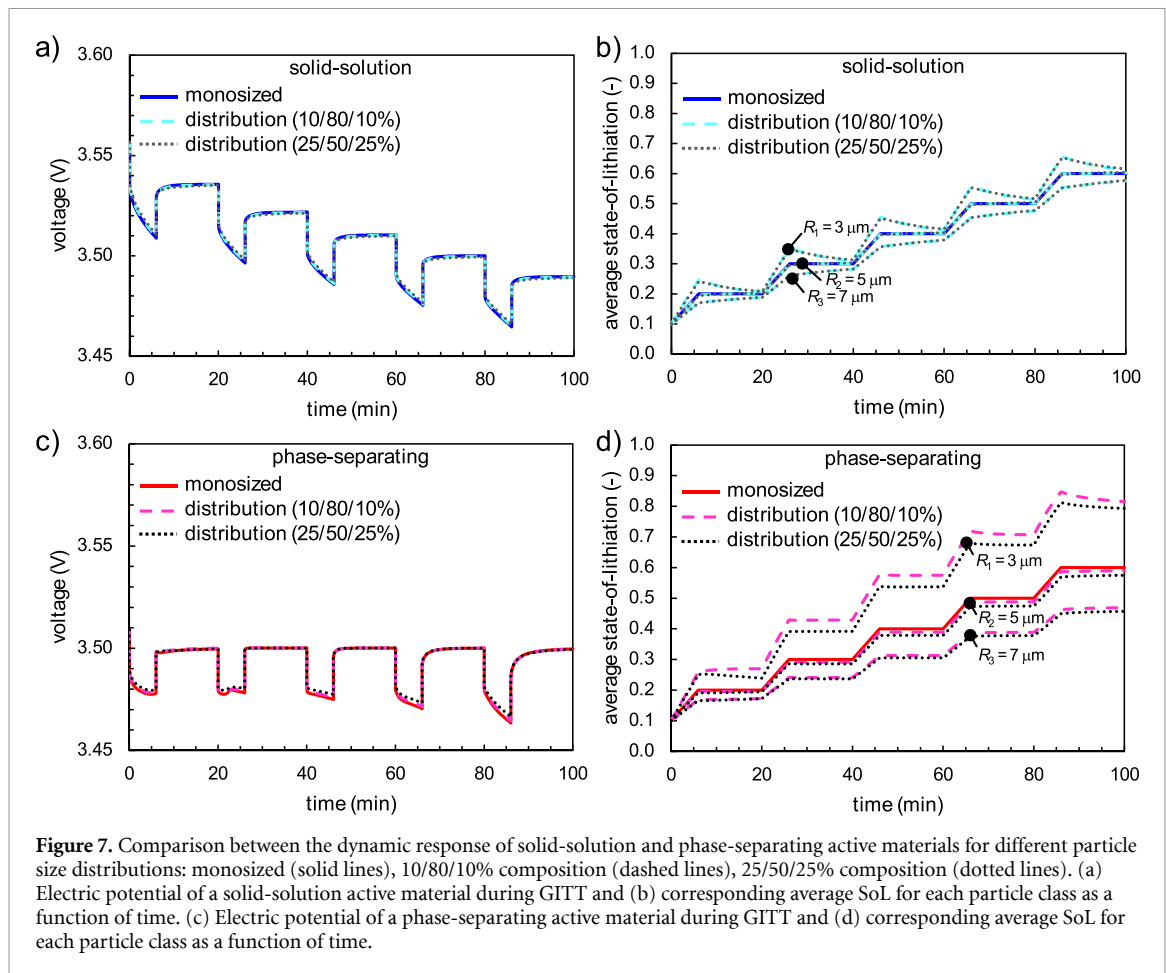 a)
3.60
3.55
3.50
3.45
voltage (V)
solid-solution
monosized
distribution (10/80/10%)
distribution (25/50/25%)
0 20 40 60 80 100
time (min)
b)
1.0
0.9
0.8
0.7
0.6
0.5
0.4
0.3
0.2
0.1
0.0
average state-of-lithiation (-)
solid-solution
monosized
distribution (10/80/10%)
distribution (25/50/25%)
R1 = 3 μm
R2 = 5 μm
R3 = 7 μm
0 20 40 60 80 100
time (min)
c)
3.60
3.55
3.50
3.45
voltage (V)
phase-separating
monosized
distribution (10/80/10%)
distribution (25/50/25%)
0 20 40 60 80 100
time (min)
d)
1.0
0.9
0.8
0.7
0.6
0.5
0.4
0.3
0.2
0.1
0.0
average state-of-lithiation (-)
phase-separating
monosized
distribution (10/80/10%)
distribution (25/50/25%)
R1 = 3 μm
R2 = 5 μm
R3 = 7 μm
0 20 40 60 80 100
time (min)
Figure 7. Comparison between the dynamic response of solid-solution and phase-separating active materials for different particle
size distributions: monosized (solid lines), 10/80/10% composition (dashed lines), 25/50/25% composition (dotted lines). (a)
Electric potential of a solid-solution active material during GITT and (b) corresponding average SoL for each particle class as a
function of time. (c) Electric potential of a phase-separating active material during GITT and (d) corresponding average SoL for
each particle class as a function of time.